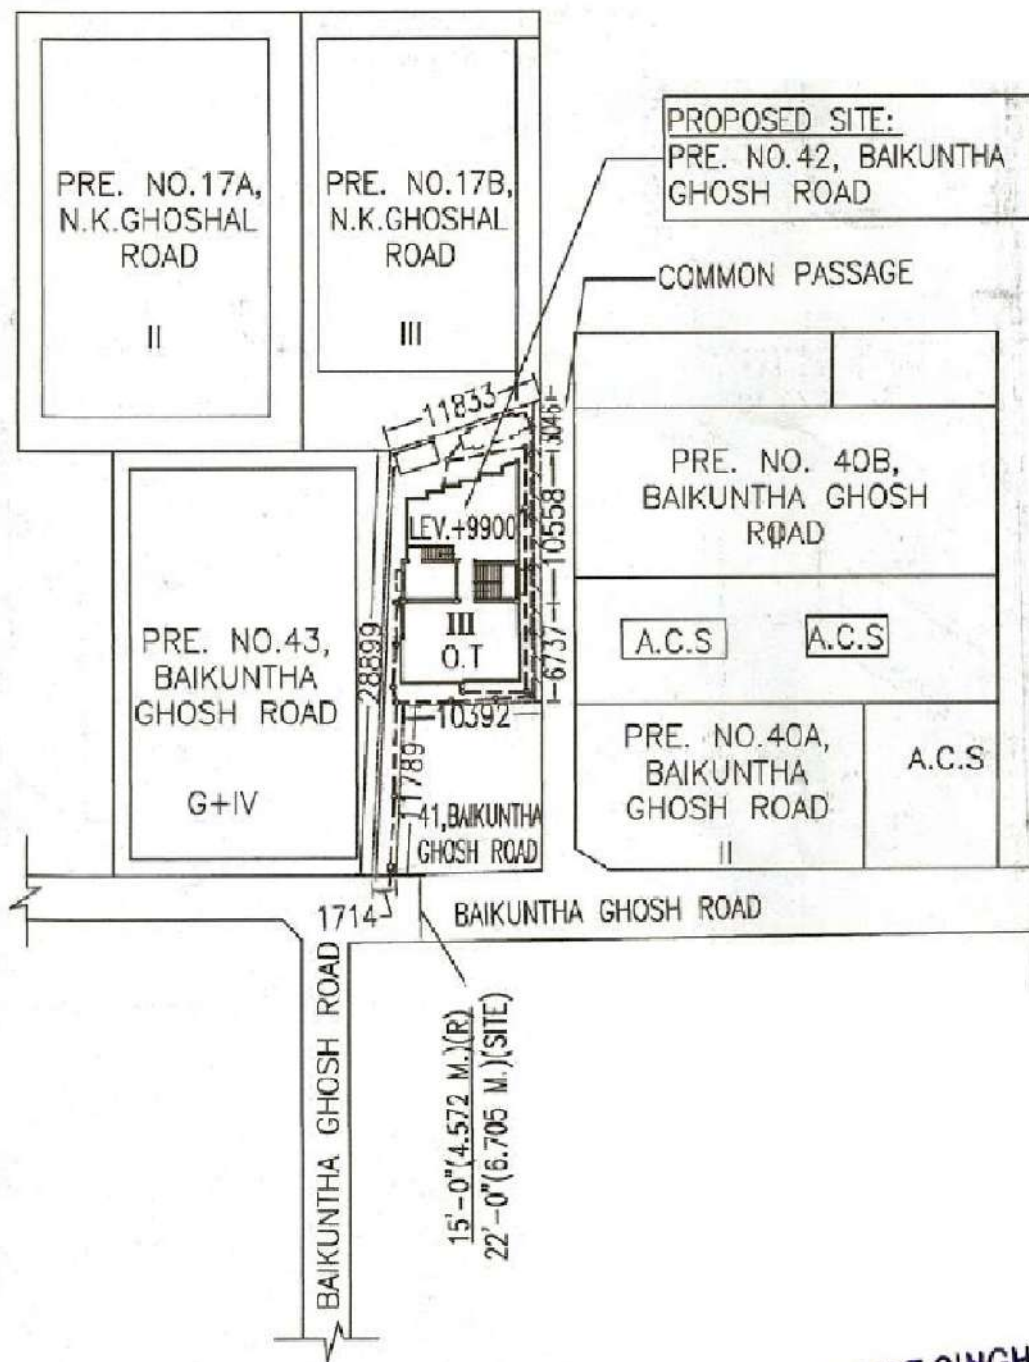 PRE. NO.17A,
N.K.GHOSHAL
ROAD
II
PRE. NO.17B,
N.K.GHOSHAL
ROAD
III
PROPOSED SITE:
PRE. NO.42, BAIKUNTHA
GHOSH ROAD
COMMON PASSAGE
11833
3046
10558
6737
LEV.+9900
III
O.T
28899
10392
11789
PRE. NO.43,
BAIKUNTHA
GHOSH ROAD
G+IV
41,BAIKUNTHA
GHOSH ROAD
PRE. NO. 40B,
BAIKUNTHA GHOSH
ROAD
II
A.C.S
A.C.S
PRE. NO.40A,
BAIKUNTHA
GHOSH ROAD
II
A.C.S
1714
BAIKUNTHA GHOSH ROAD
BAIKUNTHA GHOSH ROAD
15'-0"(4.572 M.)(R)
22'-0"(6.705 M.)(SITE)